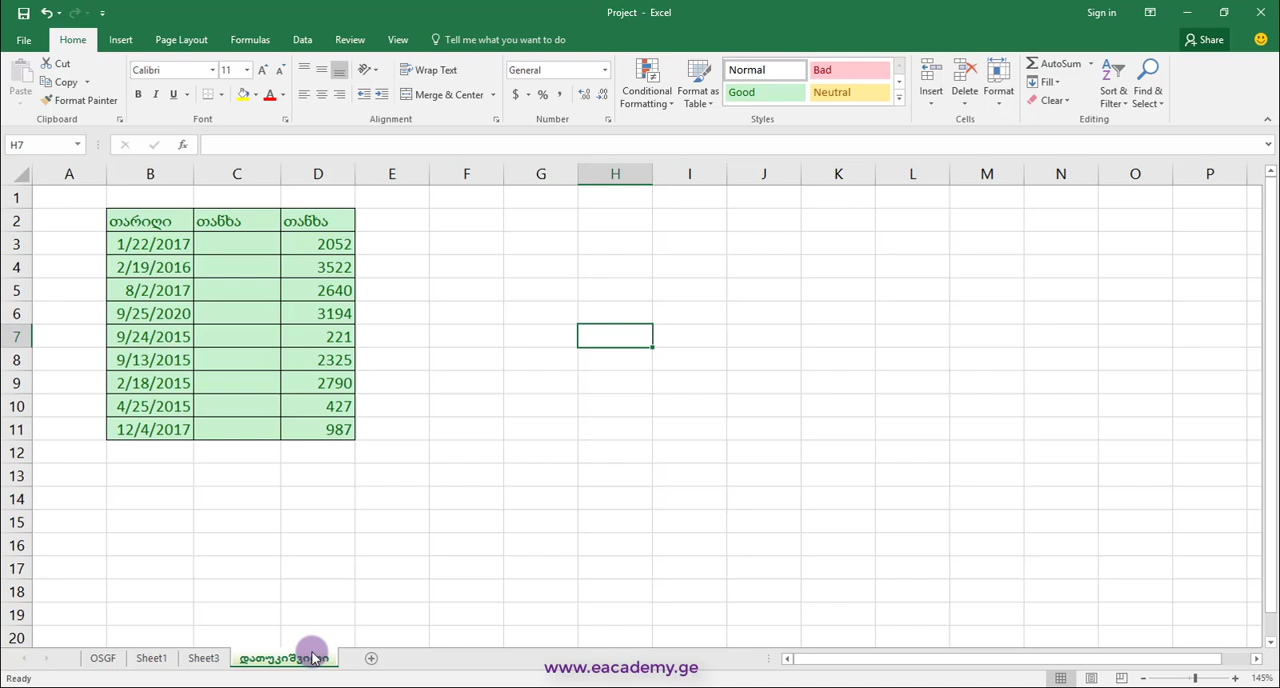 Project - Excel
Sign in
File Home Insert Page Layout Formulas Data Review View Tell me what you want to do Share
Paste
Cut
Copy
Format Painter
Clipboard
Calibri 11
B I U
Font
Wrap Text
Merge & Center
Alignment
General
$ %
Number
Conditional Formatting
Format as Table
Normal Bad
Good Neutral
Styles
Insert Delete Format
Cells
AutoSum
Fill
Clear
Sort & Filter
Find & Select
Editing
H7
fx
A B C D E F G H I J K L M N O P
1
2 თარიღი თანხა თანხა
3 1/22/2017 2052
4 2/19/2016 3522
5 8/2/2017 2640
6 9/25/2020 3194
7 9/24/2015 221
8 9/13/2015 2325
9 2/18/2015 2790
10 4/25/2015 427
11 12/4/2017 987
12
13
14
15
16
17
18
19
20
OSGF Sheet1 Sheet3
www.eacademy.ge
Ready
145%